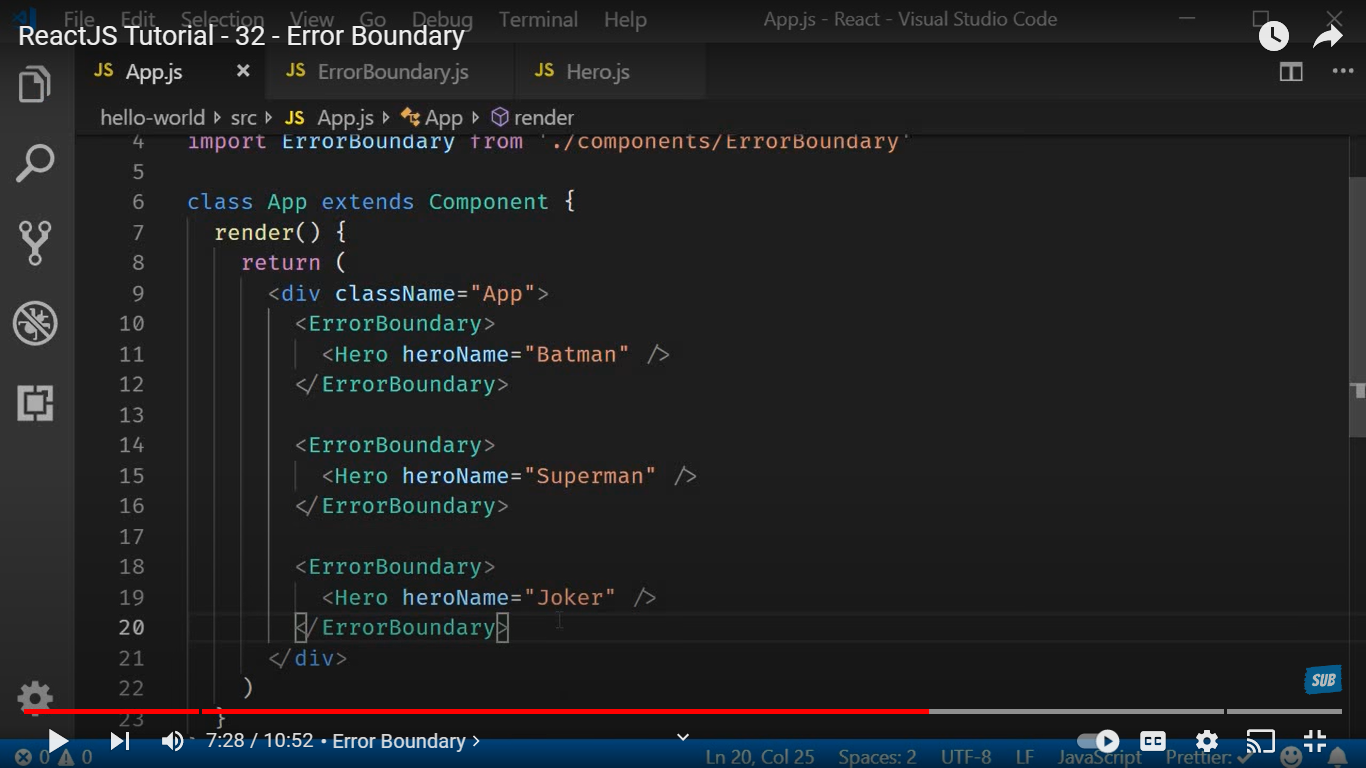 File Edit Selection View Go Debug Terminal Help App.js - React - Visual Studio Code
ReactJS Tutorial - 32 - Error Boundary
JS App.js × JS ErrorBoundary.js JS Hero.js
hello-world src JS App.js App render
4 import ErrorBoundary from './components/ErrorBoundary'
5
6 class App extends Component {
7 render() {
8 return (
9 <div className="App">
10 <ErrorBoundary>
11 <Hero heroName="Batman" />
12 </ErrorBoundary>
13
14 <ErrorBoundary>
15 <Hero heroName="Superman" />
16 </ErrorBoundary>
17
18 <ErrorBoundary>
19 <Hero heroName="Joker" />
20 </ErrorBoundary>
21 </div>
22 )
23 }
SUB
7:28 / 10:52 • Error Boundary CC
0 0 Ln 20, Col 25 Spaces: 2 UTF-8 LF JavaScript Prettier: ✓